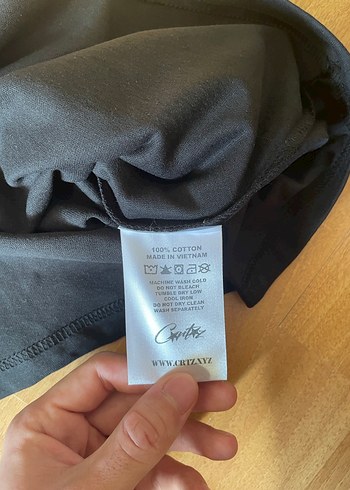 100% COTTON
MADE IN VIETNAM
MACHINE WASH COLD
DO NOT BLEACH
TUMBLE DRY LOW
COOL IRON
DO NOT DRY CLEAN
WASH SEPARATELY
Corteiz
WWW.CRTZ.XYZ